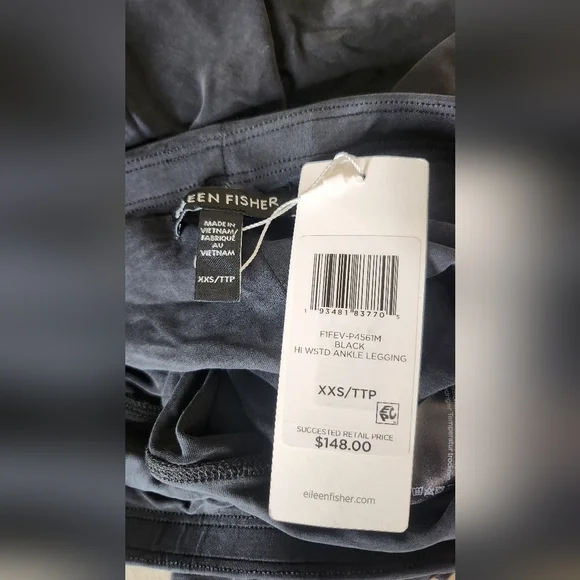 EEN FISHER
MADE IN
VIETNAM/
FABRIQUÉ
AU
VIETNAM
XXS/TTP
1 93481 83770 5
F1FEV-P4561M
BLACK
HI WSTD ANKLE LEGGING
XXS/TTP
SUGGESTED RETAIL PRICE
$148.00
eileenfisher.com